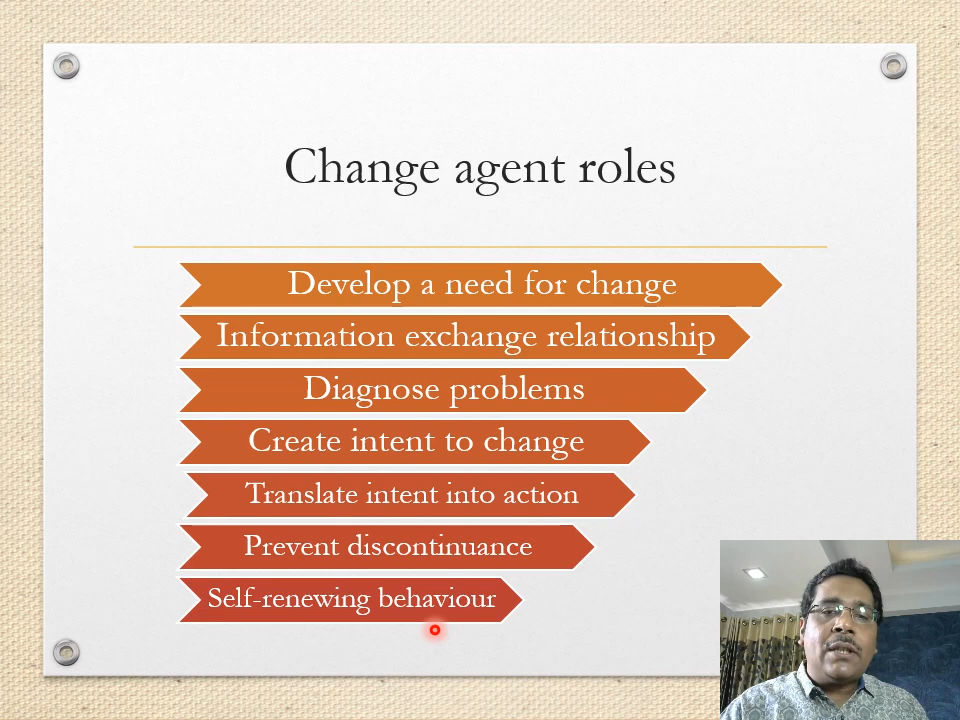 Change agent roles
Develop a need for change
Information exchange relationship
Diagnose problems
Create intent to change
Translate intent into action
Prevent discontinuance
Self-renewing behaviour